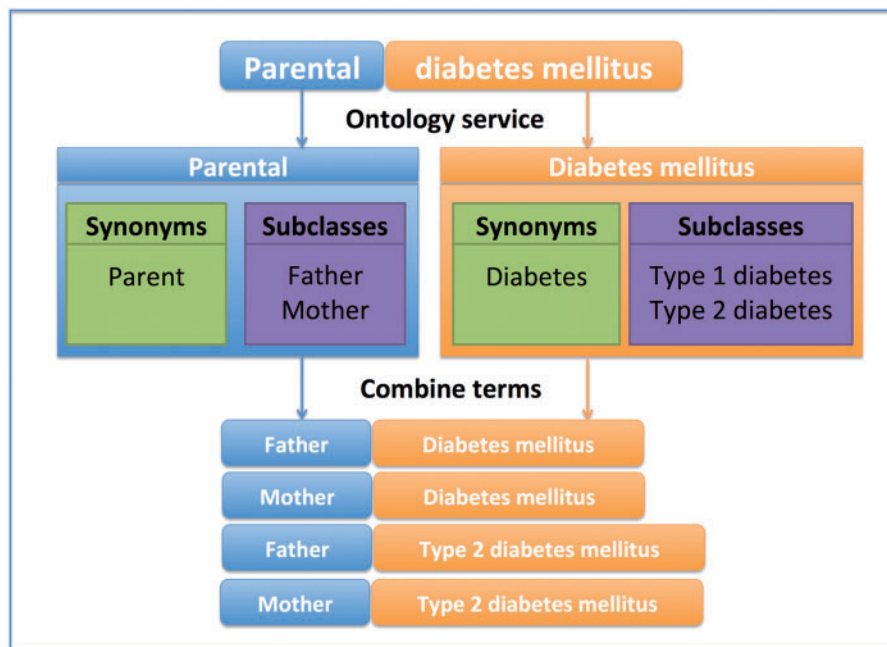 Parental diabetes mellitus
Ontology service
Parental
Diabetes mellitus
Synonyms
Parent
Subclasses
Father
Mother
Synonyms
Diabetes
Subclasses
Type 1 diabetes
Type 2 diabetes
Combine terms
Father Diabetes mellitus
Mother Diabetes mellitus
Father Type 2 diabetes mellitus
Mother Type 2 diabetes mellitus